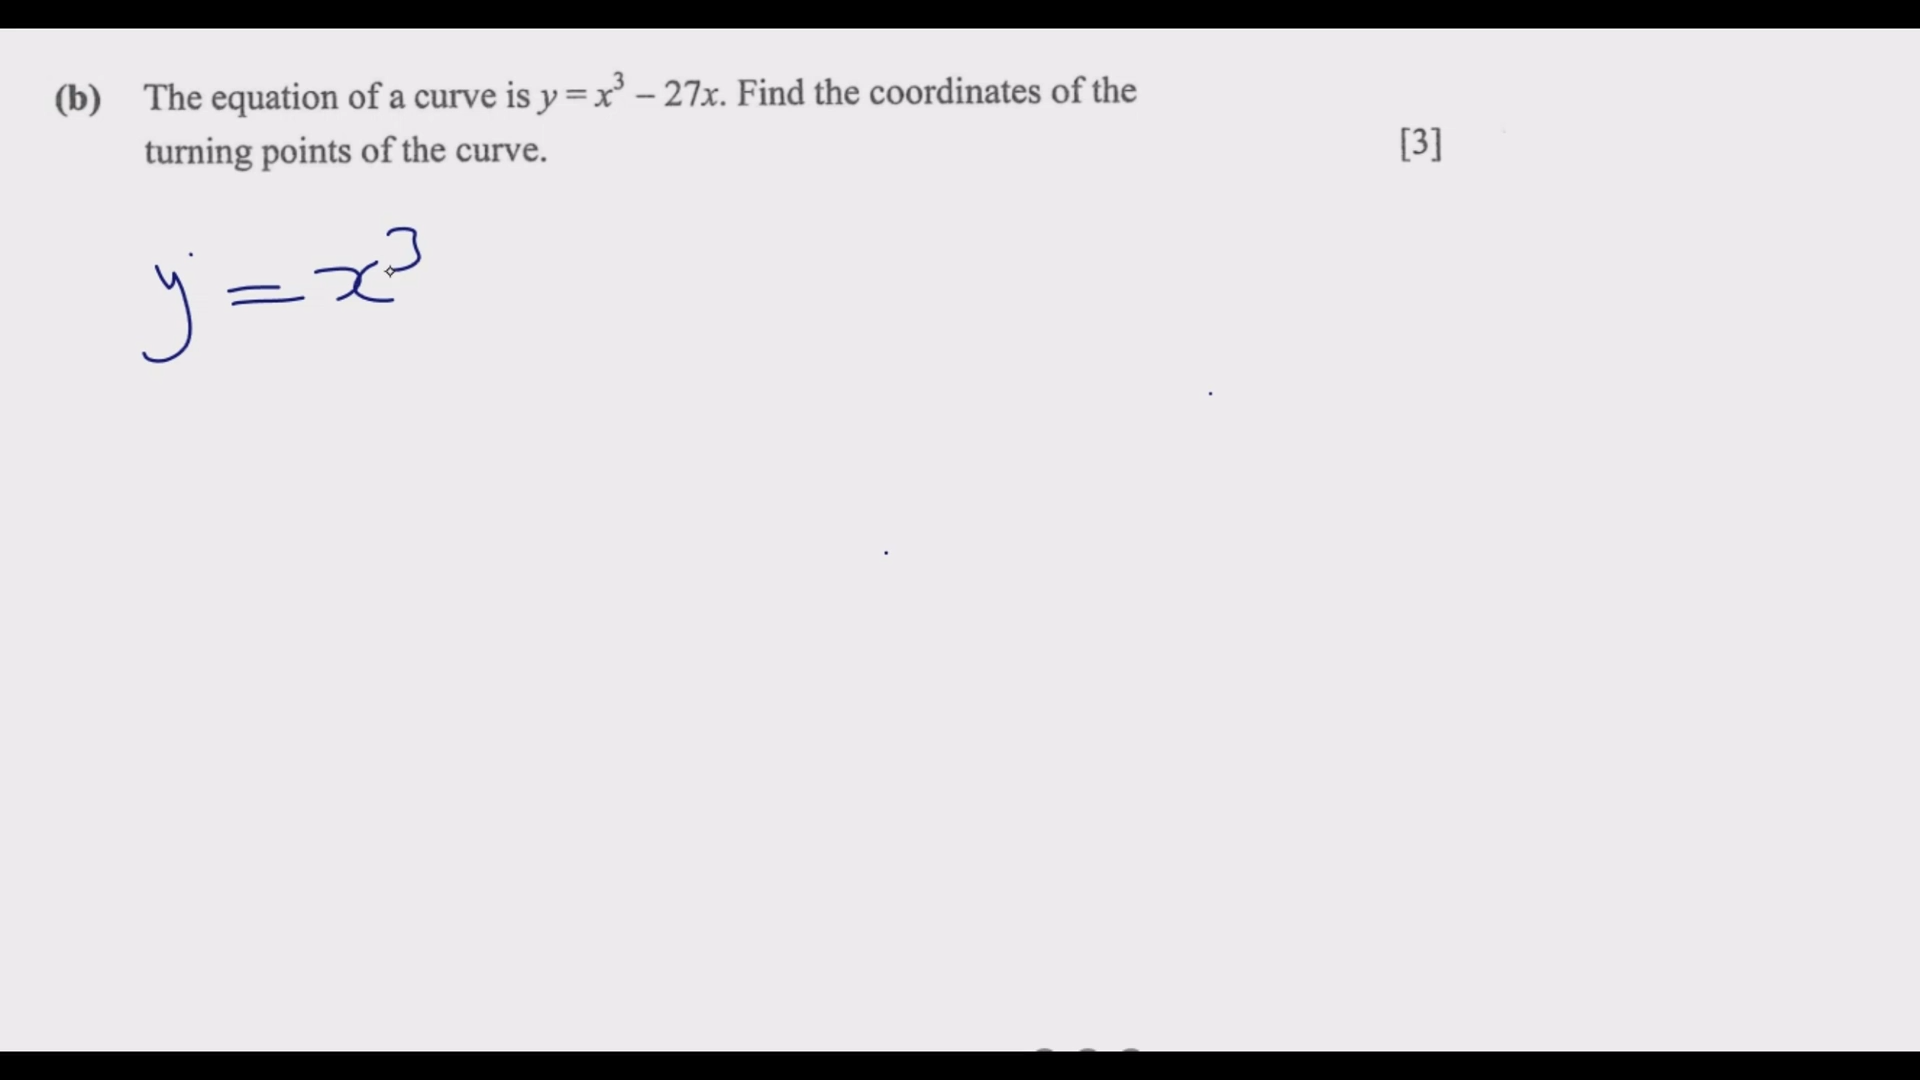 (b) The equation of a curve is y = x³ – 27x. Find the coordinates of the
turning points of the curve.
[3]
y = x³